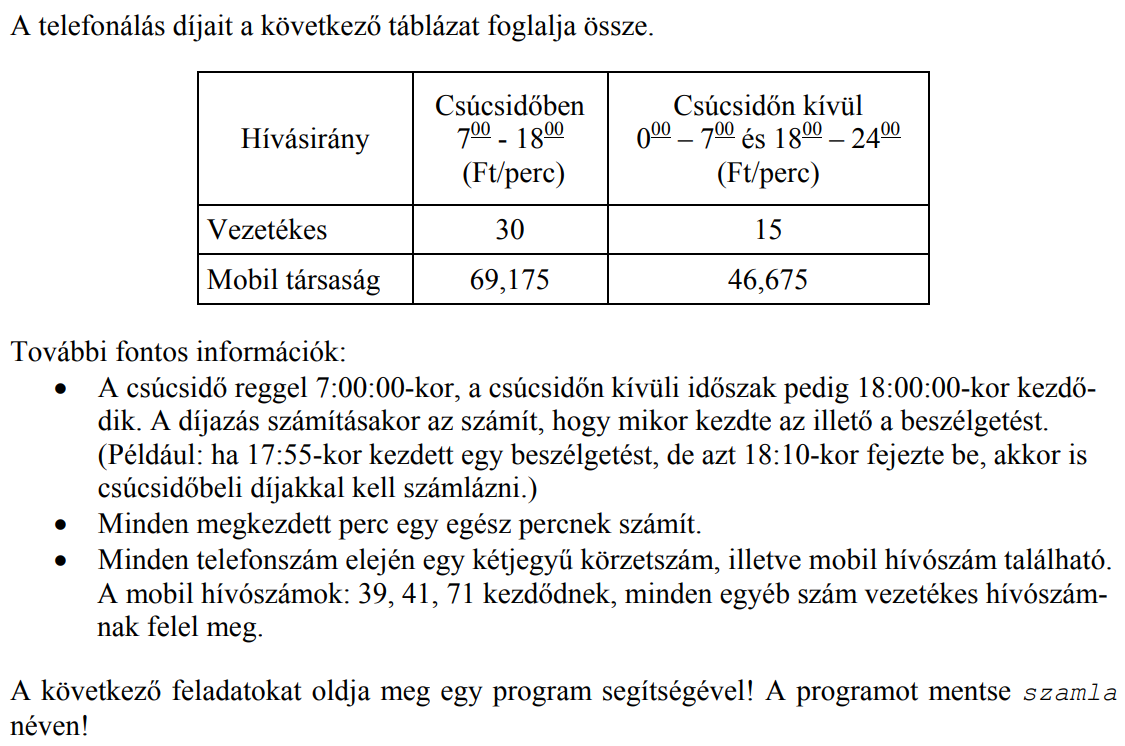 A telefonálás díjait a következő táblázat foglalja össze.
Hívásirány
Csúcsidőben
7⁰⁰ - 18⁰⁰
(Ft/perc)
Csúcsidőn kívül
0⁰⁰ – 7⁰⁰ és 18⁰⁰ – 24⁰⁰
(Ft/perc)
Vezetékes 30 15
Mobil társaság 69,175 46,675
További fontos információk:
• A csúcsidő reggel 7:00:00-kor, a csúcsidőn kívüli időszak pedig 18:00:00-kor kezdő-
dik. A díjazás számításakor az számít, hogy mikor kezdte az illető a beszélgetést.
(Például: ha 17:55-kor kezdett egy beszélgetést, de azt 18:10-kor fejezte be, akkor is
csúcsidőbeli díjakkal kell számlázni.)
• Minden megkezdett perc egy egész percnek számít.
• Minden telefonszám elején egy kétjegyű körzetszám, illetve mobil hívószám található.
A mobil hívószámok: 39, 41, 71 kezdődnek, minden egyéb szám vezetékes hívószám-
nak felel meg.
A következő feladatokat oldja meg egy program segítségével! A programot mentse szamla
néven!